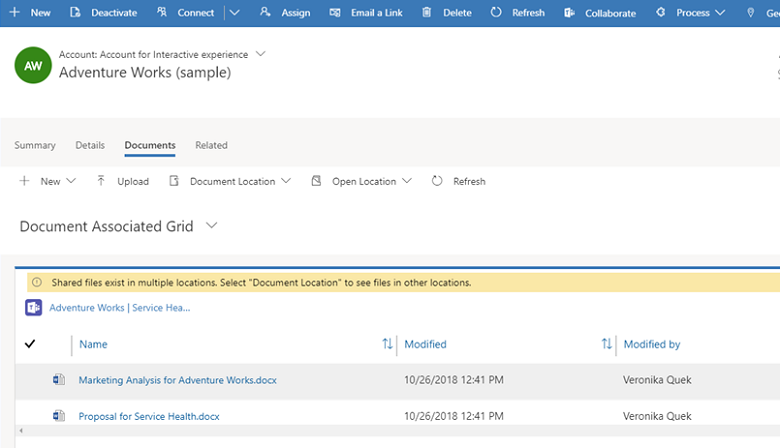 New Deactivate Connect Assign Email a Link Delete Refresh Collaborate Process
AW
Account: Account for Interactive experience
Adventure Works (sample)
Summary Details Documents Related
New Upload Document Location Open Location Refresh
Document Associated Grid
Shared files exist in multiple locations. Select "Document Location" to see files in other locations.
Adventure Works | Service Hea...
Name Modified Modified by
Marketing Analysis for Adventure Works.docx 10/26/2018 12:41 PM Veronika Quek
Proposal for Service Health.docx 10/26/2018 12:41 PM Veronika Quek